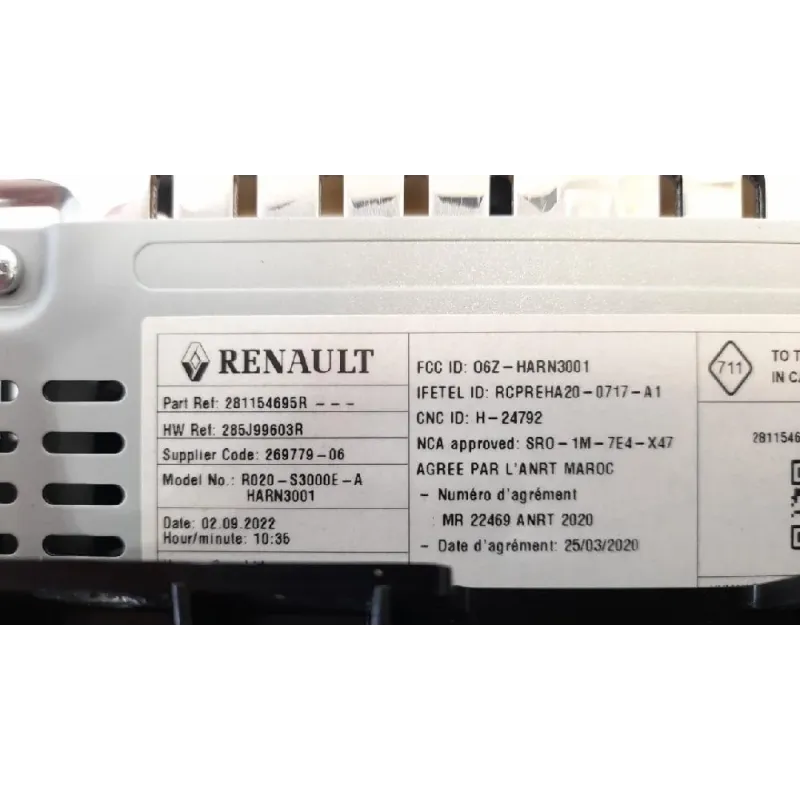 RENAULT
Part Ref: 281154695R - - -
HW Ref: 285J99603R
Supplier Code: 269779-06
Model No.: R020-S3000E-A
HARN3001
Date: 02.09.2022
Hour/minute: 10:35
FCC ID: O6Z-HARN3001
IFETEL ID: RCPREHA20-0717-A1
CNC ID: H-24792
NCA approved: SRO-1M-7E4-X47
AGREE PAR L'ANRT MAROC
- Numéro d'agrément
MR 22469 ANRT 2020
- Date d'agrément: 25/03/2020
711
TO T
IN CA
2811546